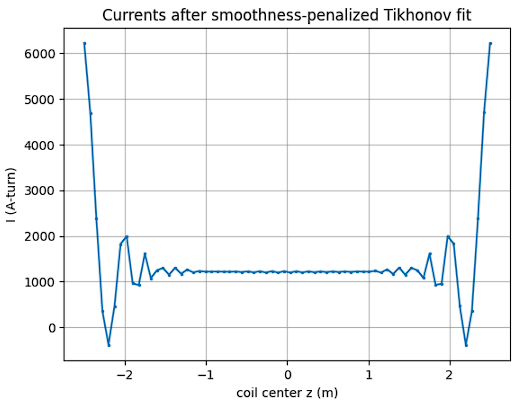 Currents after smoothness-penalized Tikhonov fit
6000
5000
4000
3000
2000
1000
0
I (A-turn)
−2 −1 0 1 2
coil center z (m)